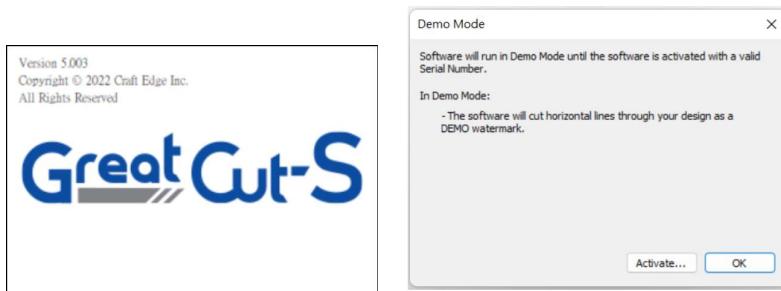 Version 5.003
Copyright © 2022 Craft Edge Inc.
All Rights Reserved
Great Cut-S
Demo Mode
Software will run in Demo Mode until the software is activated with a valid
Serial Number.
In Demo Mode:
- The software will cut horizontal lines through your design as a
DEMO watermark.
Activate...
OK